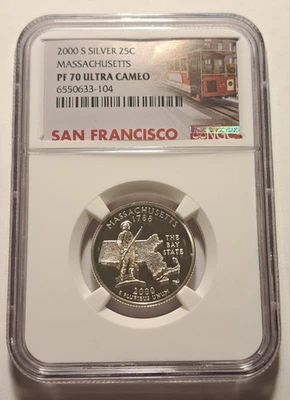 2000 S SILVER 25C
MASSACHUSETTS
PF 70 ULTRA CAMEO
6550633-104
SAN FRANCISCO
NGC
MASSACHUSETTS
1788
THE
BAY
STATE
2000
E PLURIBUS UNUM